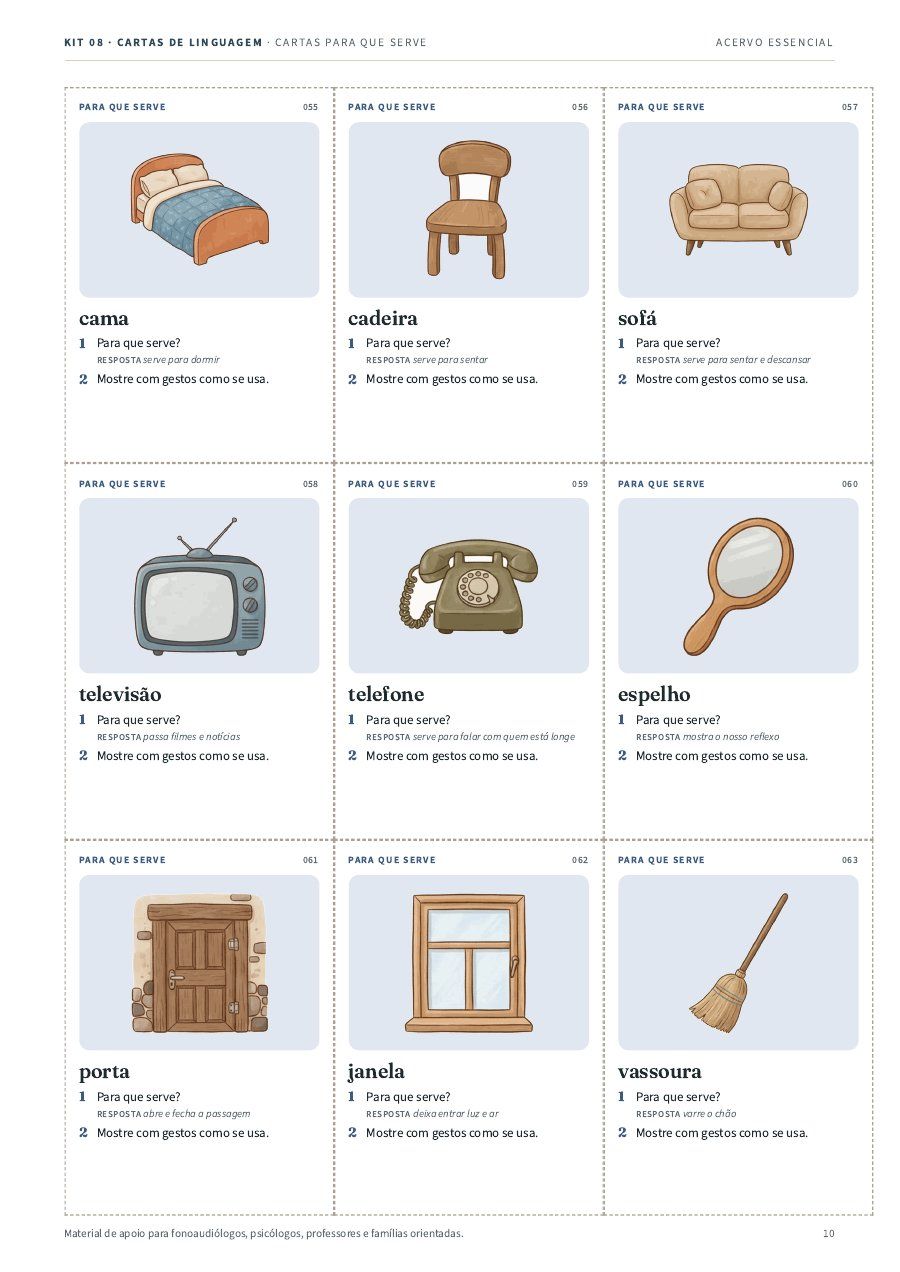 KIT 08 · CARTAS DE LINGUAGEM · CARTAS PARA QUE SERVE
ACERVO ESSENCIAL
PARA QUE SERVE 055
cama
1 Para que serve?
RESPOSTA serve para dormir
2 Mostre com gestos como se usa.
PARA QUE SERVE 056
cadeira
1 Para que serve?
RESPOSTA serve para sentar
2 Mostre com gestos como se usa.
PARA QUE SERVE 057
sofá
1 Para que serve?
RESPOSTA serve para sentar e descansar
2 Mostre com gestos como se usa.
PARA QUE SERVE 058
televisão
1 Para que serve?
RESPOSTA passa filmes e notícias
2 Mostre com gestos como se usa.
PARA QUE SERVE 059
telefone
1 Para que serve?
RESPOSTA serve para falar com quem está longe
2 Mostre com gestos como se usa.
PARA QUE SERVE 060
espelho
1 Para que serve?
RESPOSTA mostra o nosso reflexo
2 Mostre com gestos como se usa.
PARA QUE SERVE 061
porta
1 Para que serve?
RESPOSTA abre e fecha a passagem
2 Mostre com gestos como se usa.
PARA QUE SERVE 062
janela
1 Para que serve?
RESPOSTA deixa entrar luz e ar
2 Mostre com gestos como se usa.
PARA QUE SERVE 063
vassoura
1 Para que serve?
RESPOSTA varre o chão
2 Mostre com gestos como se usa.
Material de apoio para fonoaudiólogos, psicólogos, professores e famílias orientadas.
10